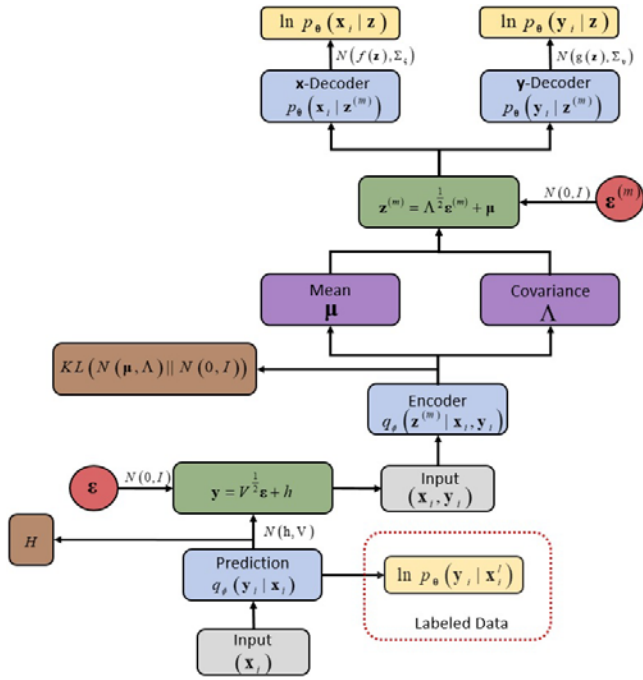 ln p_θ(𝐱_i | 𝐳)
ln p_θ(𝐲_i | 𝐳)
N(f(𝐳), Σ_ξ)
N(g(𝐳), Σ_υ)
𝐱-Decoder
p_θ(𝐱_i | 𝐳^(m))
𝐲-Decoder
p_θ(𝐲_i | 𝐳^(m))
𝐳^(m) = Λ^(1/2) 𝛆^(m) + 𝛍
N(0, I)
𝛆^(m)
Mean
𝛍
Covariance
Λ
KL(N(𝛍, Λ) || N(0, I))
Encoder
q_ϕ(𝐳^(m) | 𝐱_i, 𝐲_i)
𝛆
N(0, I)
𝐲 = V^(1/2) 𝛆 + h
Input
(𝐱_i, 𝐲_i)
N(h, V)
H
Prediction
q_ϕ(𝐲_i | 𝐱_i)
ln p_θ(𝐲_i | 𝐱_i^l)
Labeled Data
Input
(𝐱_i)